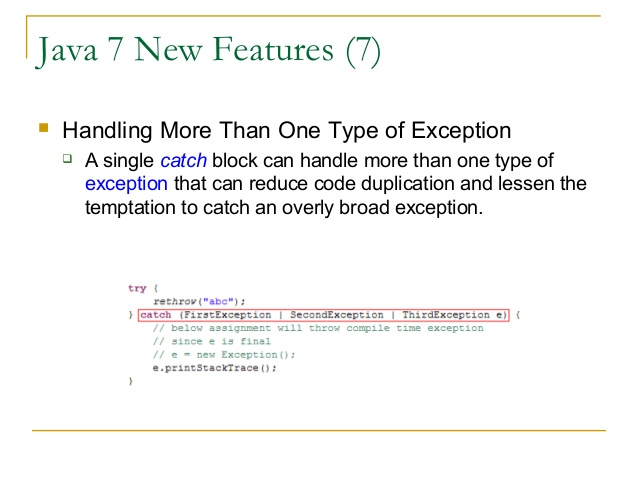 Java 7 New Features (7)
Handling More Than One Type of Exception
A single catch block can handle more than one type of
exception that can reduce code duplication and lessen the
temptation to catch an overly broad exception.
try {
    rethrow("abc");
} catch (FirstException | SecondException | ThirdException e) {
    // below assignment will throw compile time exception
    // since e is final
    // e = new Exception();
    e.printStackTrace();
}